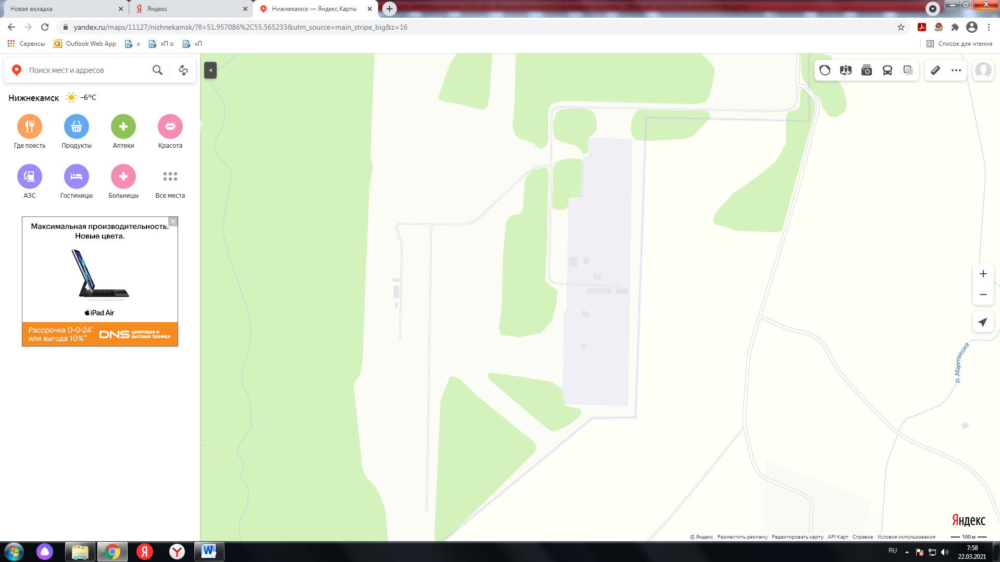 Новая вкладка
Яндекс
Нижнекамск — Яндекс.Карты
yandex.ru/maps/11127/nizhnekamsk/?ll=51.957086%2C55.565233&utm_source=main_stripe_big&z=16
Сервисы
Outlook Web App
х
хП о
хП
Список для чтения
Поиск мест и адресов
Нижнекамск
−6°C
Где поесть
Продукты
Аптеки
Красота
АЗС
Гостиницы
Больницы
Все места
Максимальная производительность.
Новые цвета.
iPad Air
Рассрочка 0-0-24*
или выгода 10%**
DNS
ЦИФРОВАЯ И
БЫТОВАЯ ТЕХНИКА
р. Мартышка
Яндекс
© Яндекс
Разместить рекламу
Редактировать карту
API Карт
Справка
Условия использования
100 м
RU
7:58
22.03.2021